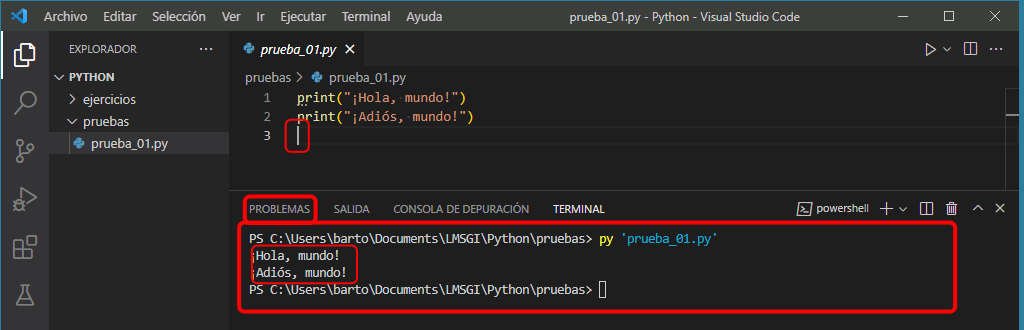 Archivo Editar Selección Ver Ir Ejecutar Terminal Ayuda prueba_01.py - Python - Visual Studio Code
EXPLORADOR
PYTHON
ejercicios
pruebas
prueba_01.py
prueba_01.py
pruebas > prueba_01.py
1 print("¡Hola, mundo!")
2 print("¡Adiós, mundo!")
3
PROBLEMAS SALIDA CONSOLA DE DEPURACIÓN TERMINAL powershell
PS C:\Users\barto\Documents\LMSGI\Python\pruebas> py 'prueba_01.py'
¡Hola, mundo!
¡Adiós, mundo!
PS C:\Users\barto\Documents\LMSGI\Python\pruebas>